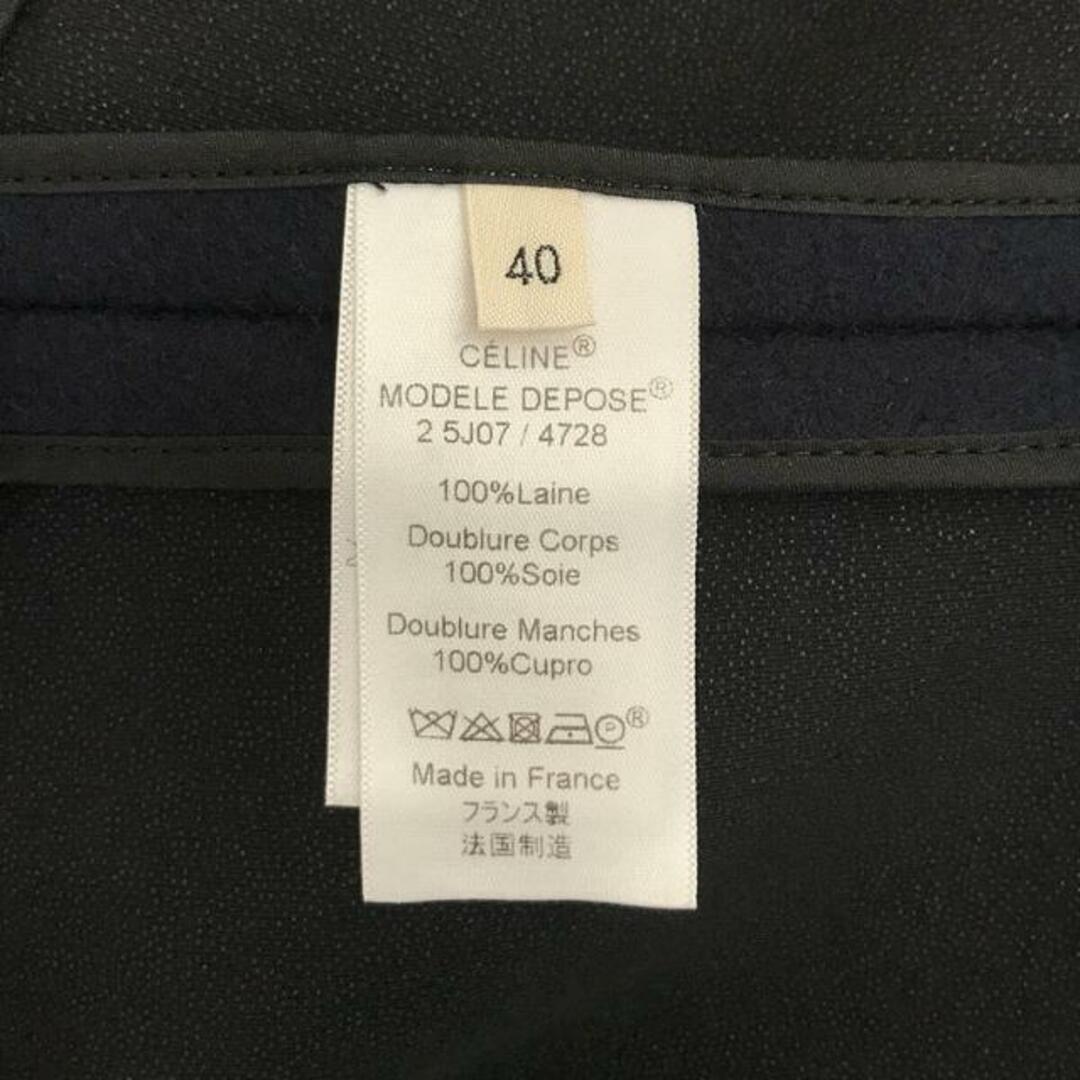 40
CÉLINE®
MODELE DEPOSE®
2 5J07 / 4728
100%Laine
Doublure Corps
100%Soie
Doublure Manches
100%Cupro
P ®
Made in France
フランス製
法国制造